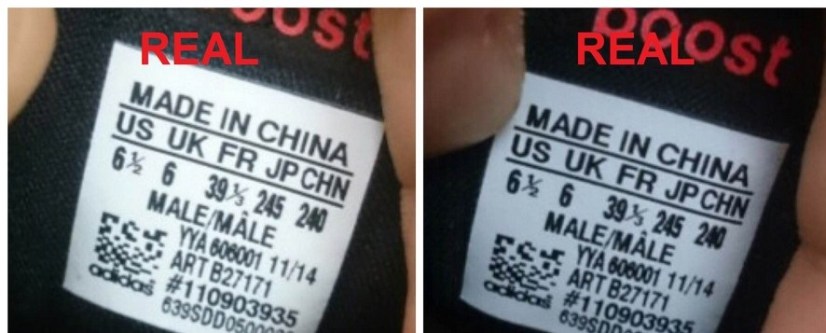 oost
REAL
MADE IN CHINA
US UK FR JP CHN
6½ 6 39⅓ 245 240
MALE/MÂLE
YYA 606001 11/14
ART B27171
adidas
#110903935
boost
REAL
MADE IN CHINA
US UK FR JP CHN
6½ 6 39⅓ 245 240
MALE/MÂLE
YYA 606001 11/14
ART B27171
adidas
#110903935